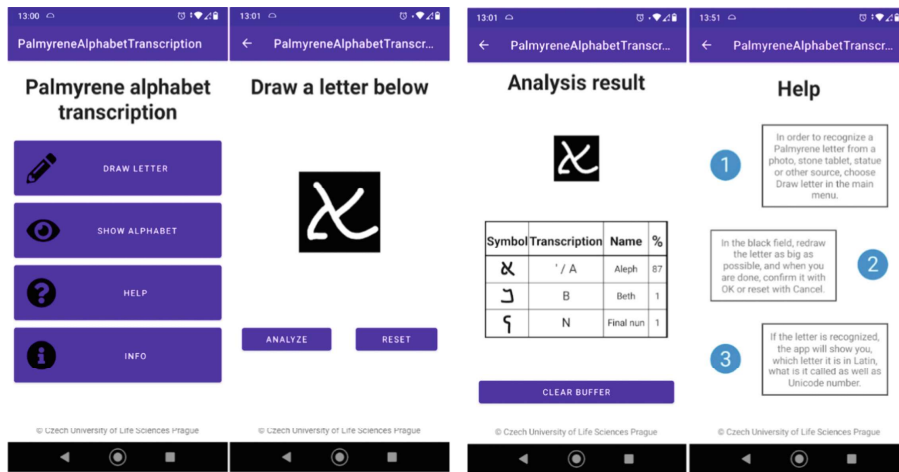 13:00
PalmyreneAlphabetTranscription
Palmyrene alphabet
transcription
DRAW LETTER
SHOW ALPHABET
HELP
INFO
© Czech University of Life Sciences Prague
13:01
PalmyreneAlphabetTranscr...
Draw a letter below
ANALYZE RESET
© Czech University of Life Sciences Prague
13:01
PalmyreneAlphabetTranscr...
Analysis result
Symbol Transcription Name %
' / A Aleph 87
B Beth 1
N Final nun 1
CLEAR BUFFER
© Czech University of Life Sciences Prague
13:51
PalmyreneAlphabetTranscr...
Help
1
In order to recognize a
Palmyrene letter from a
photo, stone tablet, statue
or other source, choose
Draw letter in the main
menu.
In the black field, redraw
the letter as big as
possible, and when you
are done, confirm it with
OK or reset with Cancel.
2
3
If the letter is recognized,
the app will show you,
which letter it is in Latin,
what is it called as well as
Unicode number.
© Czech University of Life Sciences Prague